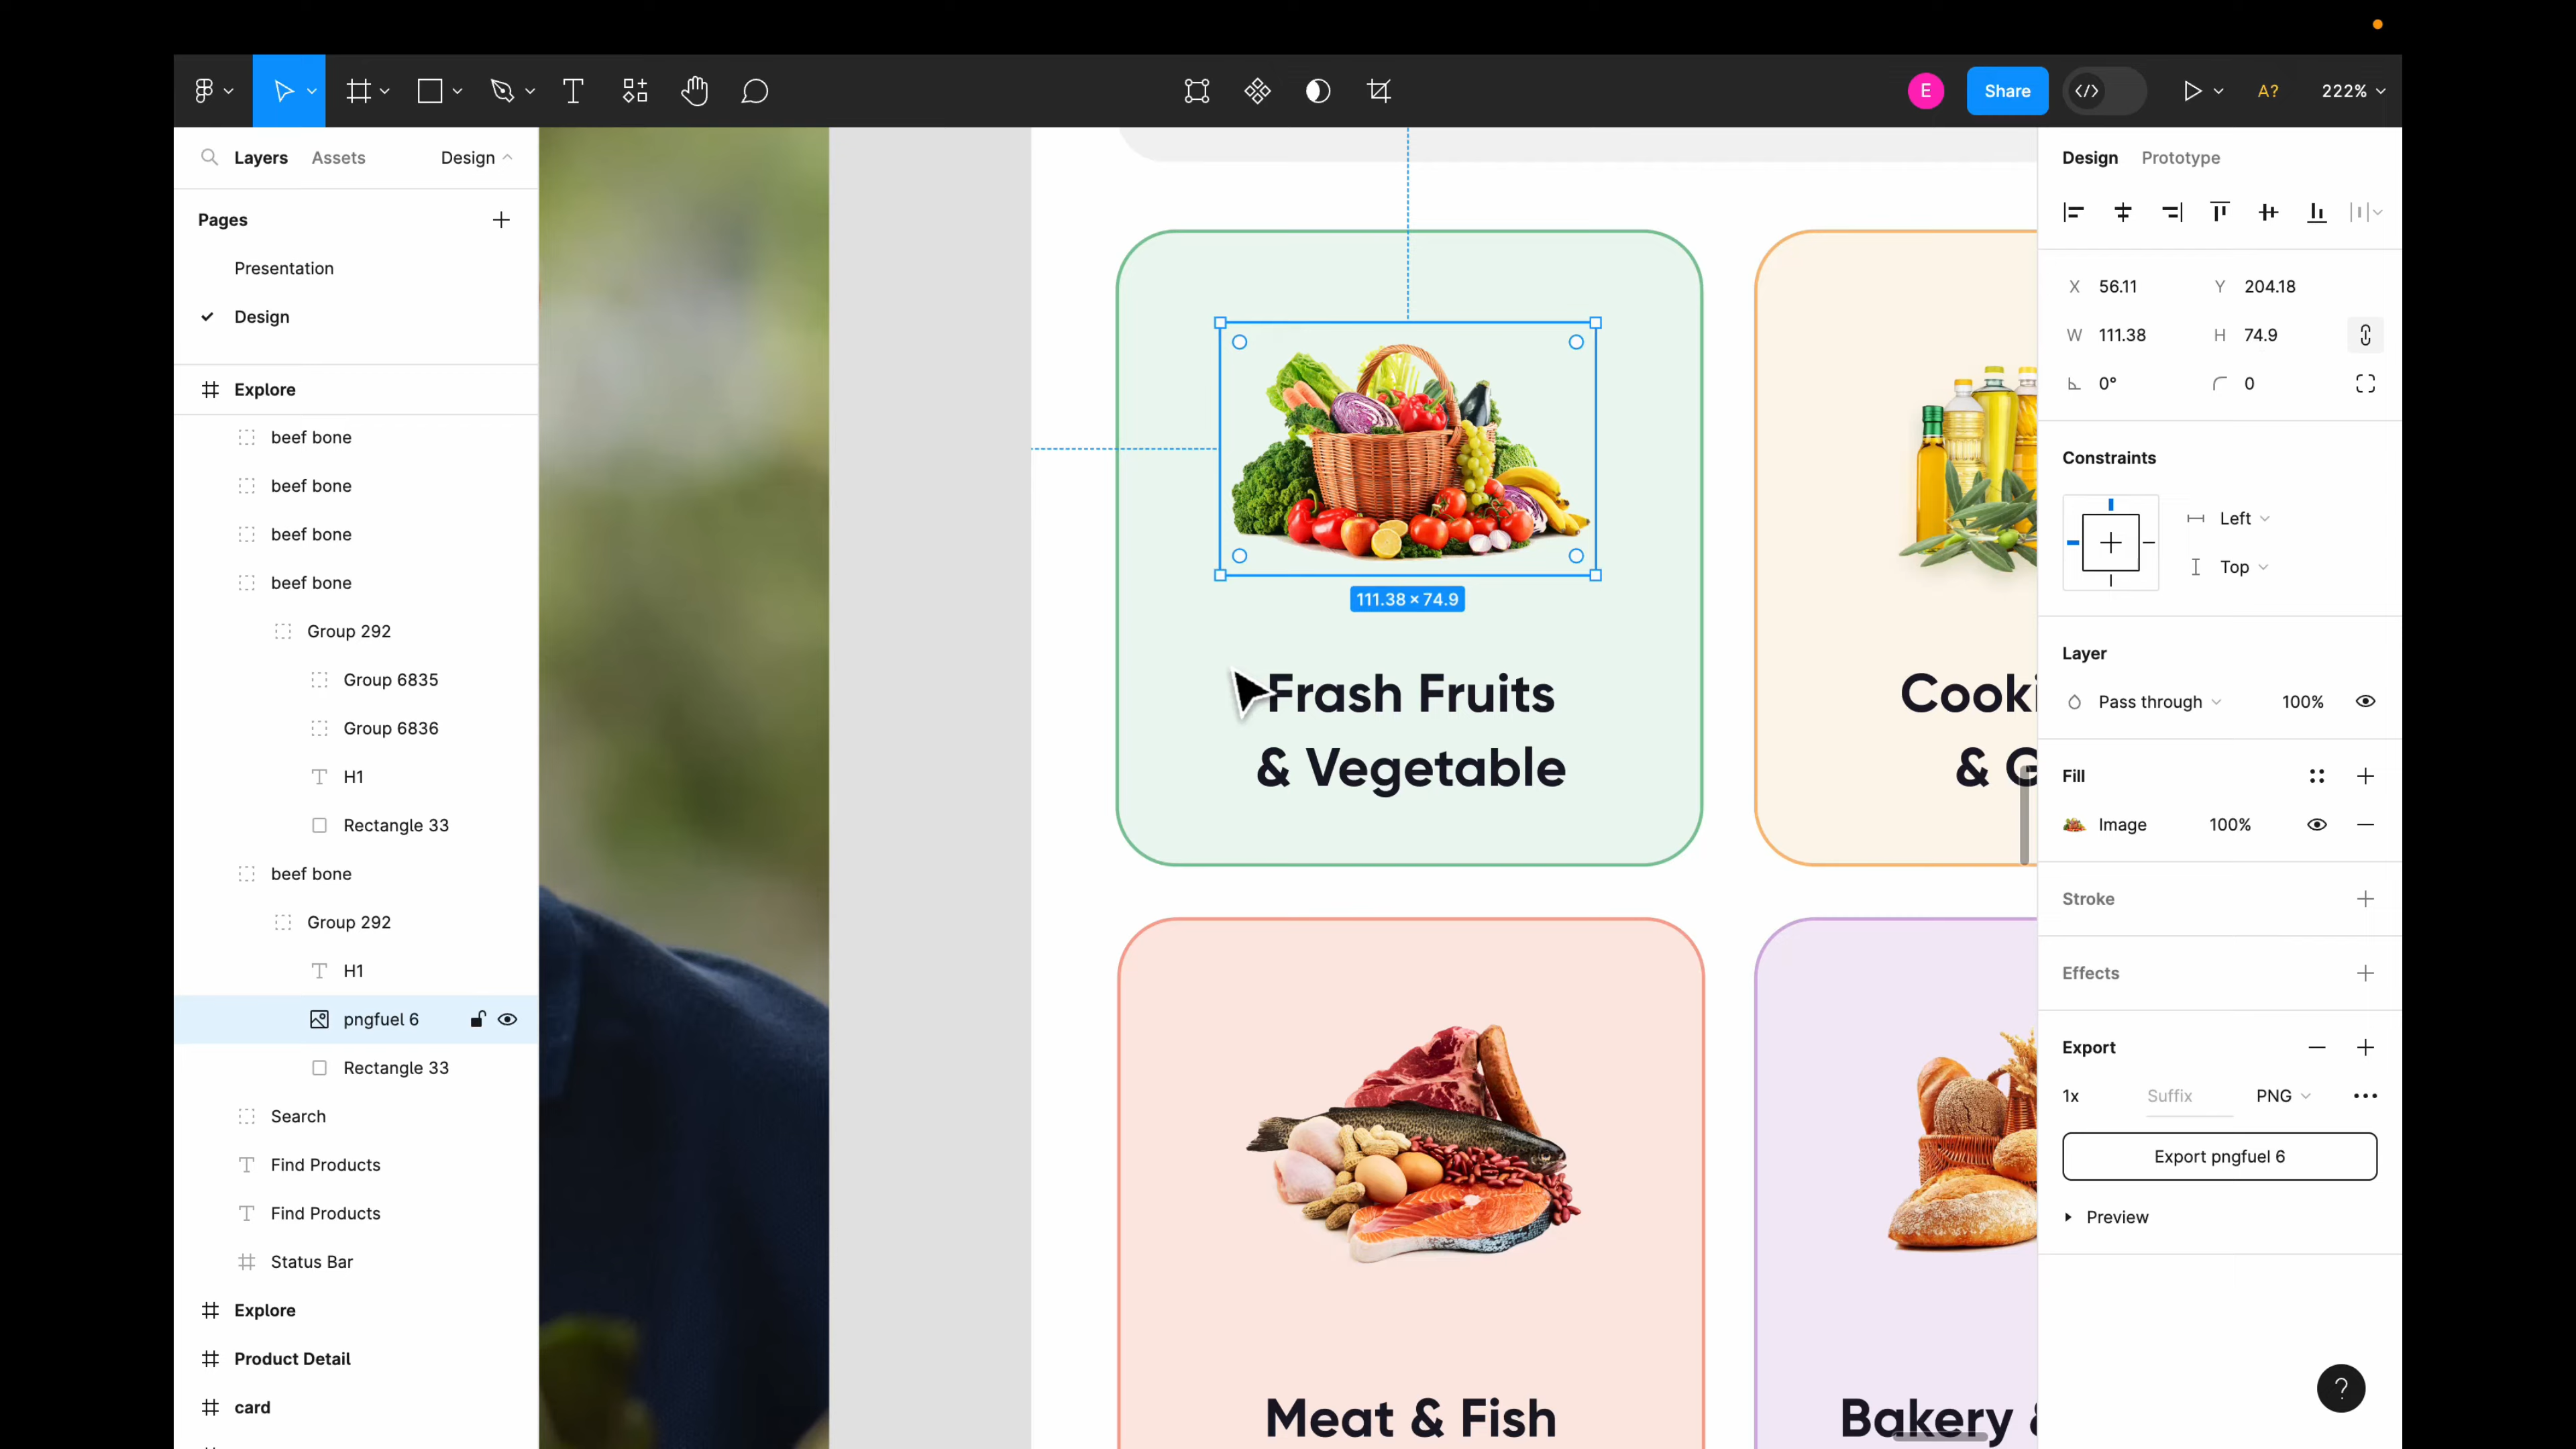 E
Share
A?
222%
Layers
Assets
Design
Pages
Presentation
Design
Explore
beef bone
beef bone
beef bone
beef bone
Group 292
Group 6835
Group 6836
H1
Rectangle 33
beef bone
Group 292
H1
pngfuel 6
Rectangle 33
Search
Find Products
Find Products
Status Bar
Explore
Product Detail
card
111.38 × 74.9
Frash Fruits
& Vegetable
Cooki
& G
Meat & Fish
Bakery &
Design
Prototype
X 56.11
Y 204.18
W 111.38
H 74.9
0°
0
Constraints
Left
Top
Layer
Pass through
100%
Fill
Image
100%
Stroke
Effects
Export
1x
Suffix
PNG
Export pngfuel 6
Preview
?